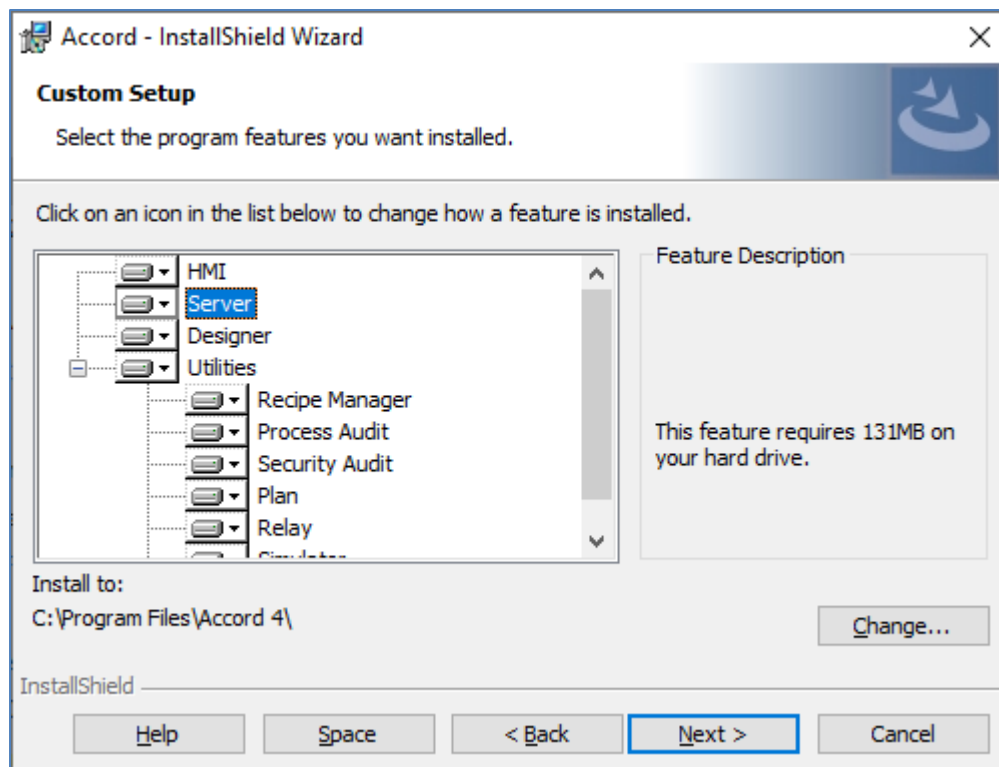 Accord - InstallShield Wizard
Custom Setup
Select the program features you want installed.
Click on an icon in the list below to change how a feature is installed.
HMI
Server
Designer
Utilities
Recipe Manager
Process Audit
Security Audit
Plan
Relay
Simulator
Feature Description
This feature requires 131MB on
your hard drive.
Install to:
C:\Program Files\Accord 4\
Change...
InstallShield
Help
Space
< Back
Next >
Cancel